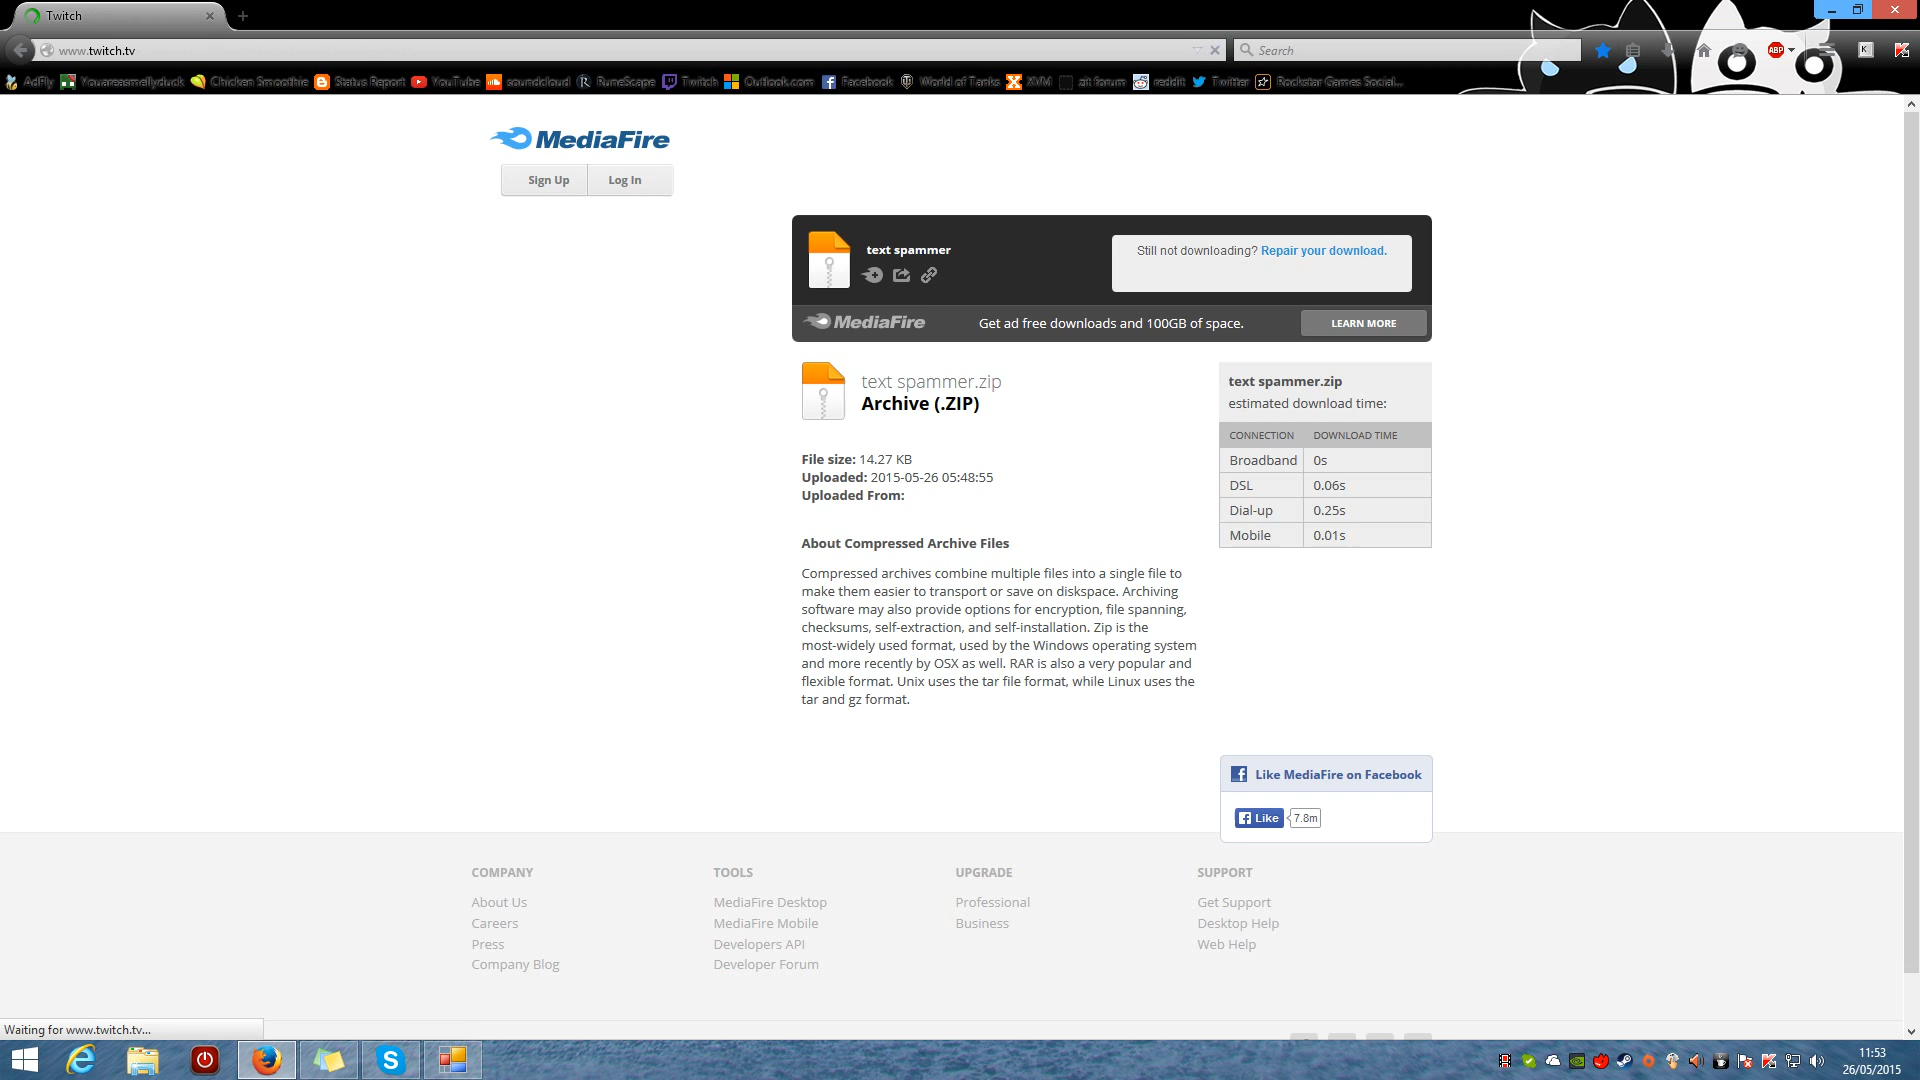 Twitch
www.twitch.tv
Search
ABP
K
AdFly
Youareasmellyduck
Chicken Smoothie
Status Report
YouTube
soundcloud
RuneScape
Twitch
Outlook.com
Facebook
World of Tanks
XVM
zit forum
reddit
Twitter
Rockstar Games Social...
MediaFire
Sign Up
Log In
text spammer
Still not downloading? Repair your download.
MediaFire
Get ad free downloads and 100GB of space.
LEARN MORE
text spammer.zip
Archive (.ZIP)
File size: 14.27 KB
Uploaded: 2015-05-26 05:48:55
Uploaded From:
About Compressed Archive Files
Compressed archives combine multiple files into a single file to
make them easier to transport or save on diskspace. Archiving
software may also provide options for encryption, file spanning,
checksums, self-extraction, and self-installation. Zip is the
most-widely used format, used by the Windows operating system
and more recently by OSX as well. RAR is also a very popular and
flexible format. Unix uses the tar file format, while Linux uses the
tar and gz format.
text spammer.zip
estimated download time:
CONNECTION DOWNLOAD TIME
Broadband 0s
DSL 0.06s
Dial-up 0.25s
Mobile 0.01s
Like MediaFire on Facebook
Like 7.8m
COMPANY
About Us
Careers
Press
Company Blog
TOOLS
MediaFire Desktop
MediaFire Mobile
Developers API
Developer Forum
UPGRADE
Professional
Business
SUPPORT
Get Support
Desktop Help
Web Help
Waiting for www.twitch.tv...
11:53
26/05/2015